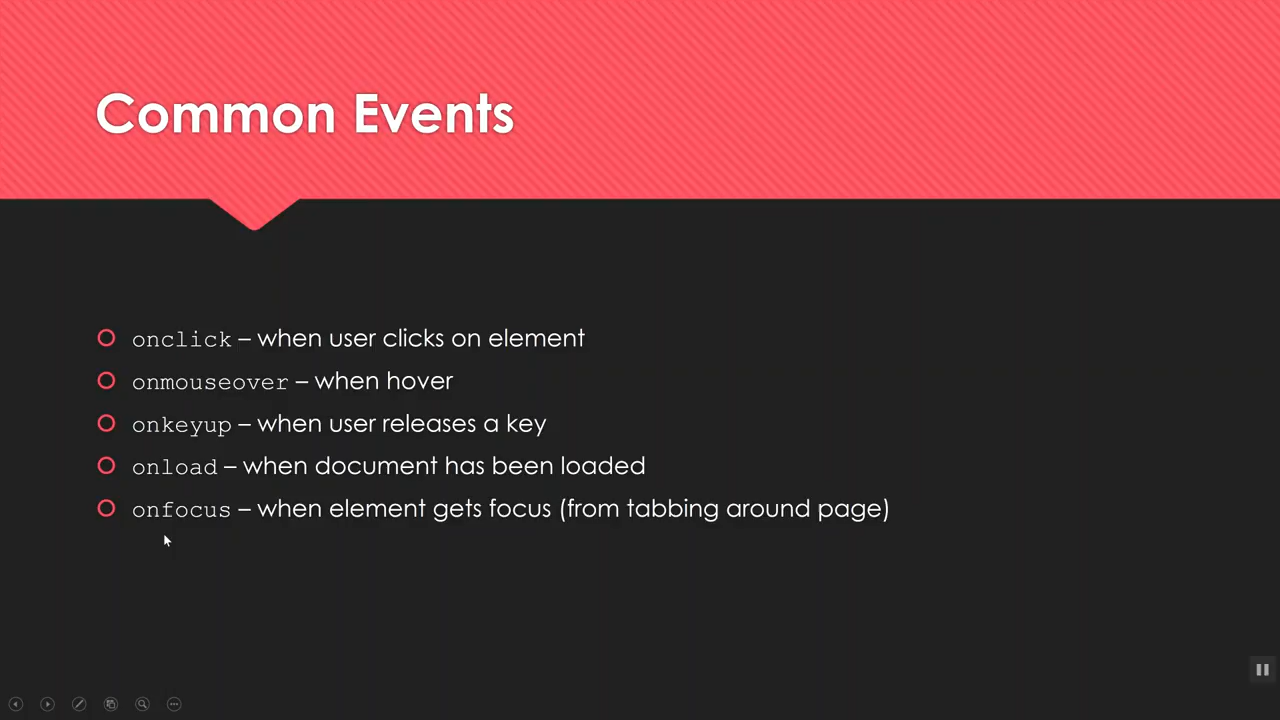 Common Events
onclick – when user clicks on element
onmouseover – when hover
onkeyup – when user releases a key
onload – when document has been loaded
onfocus – when element gets focus (from tabbing around page)